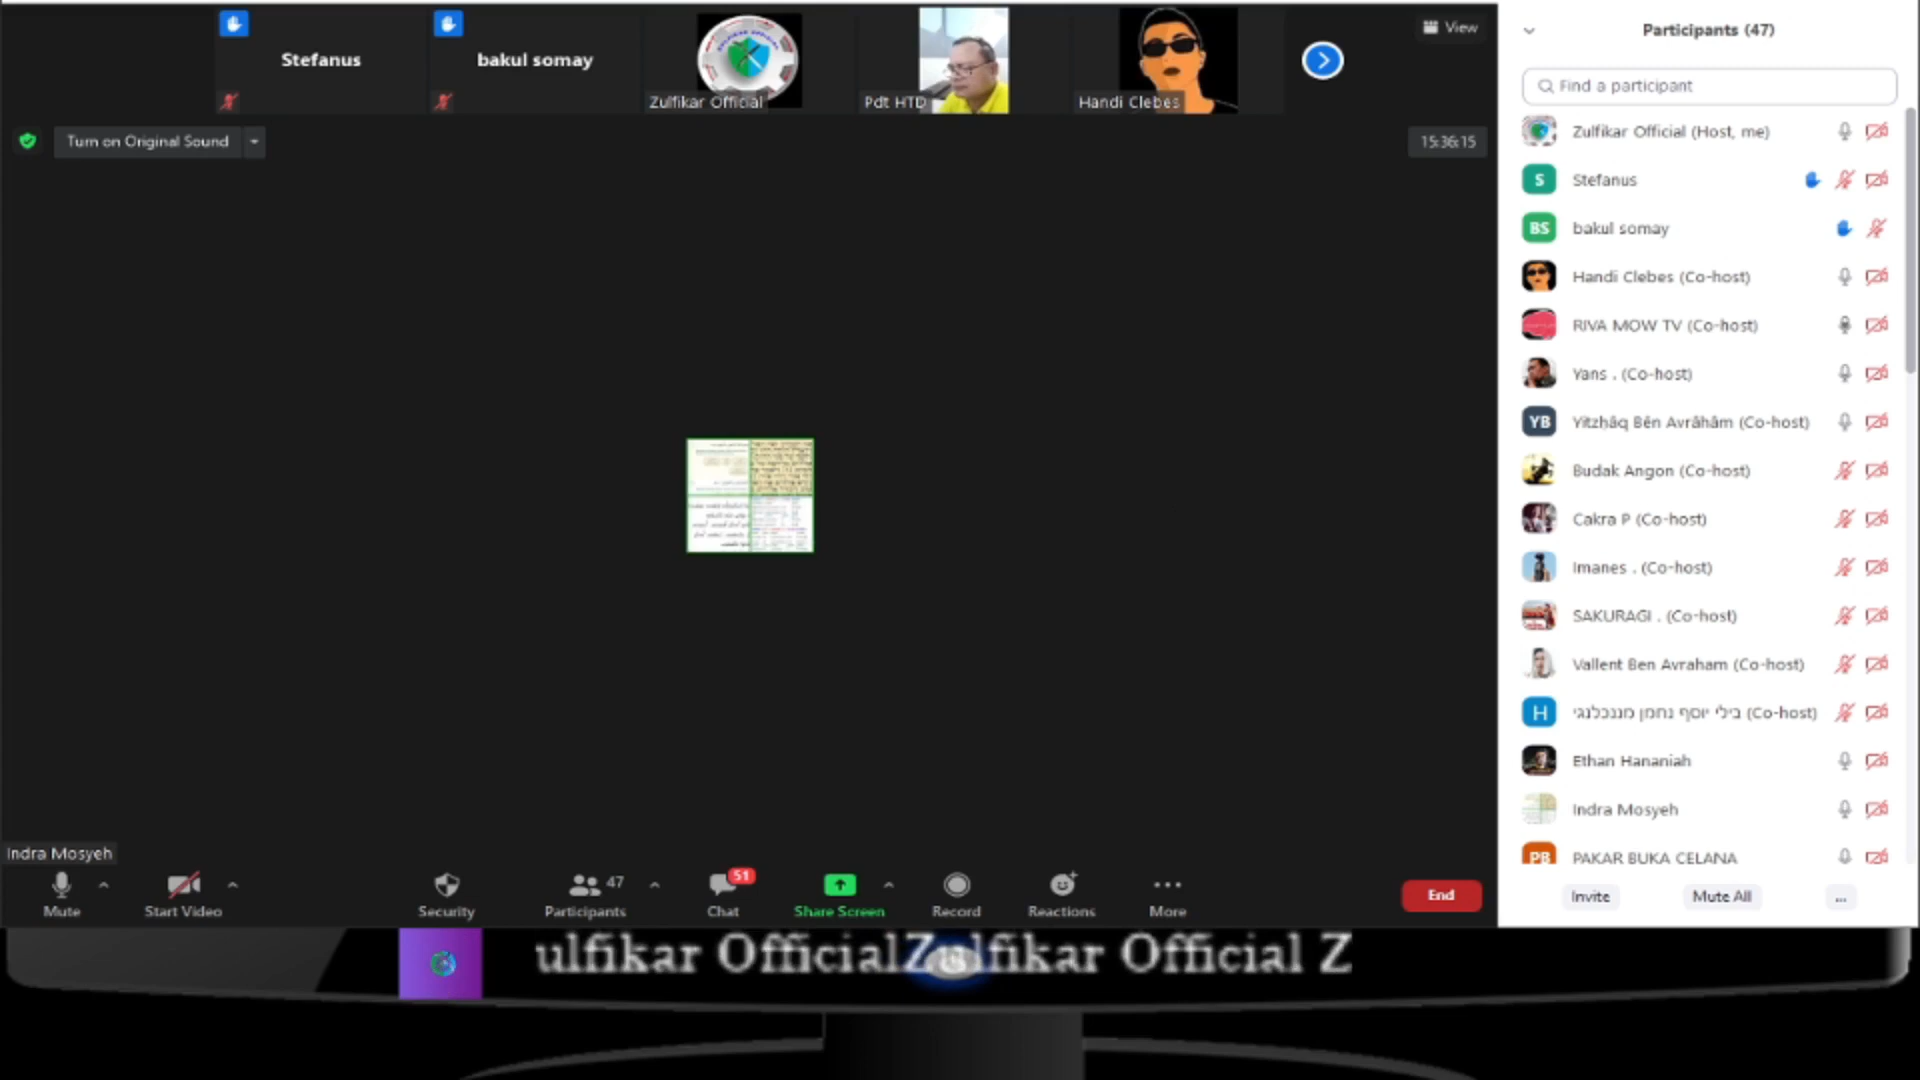 Stefanus
bakul somay
Zulfikar Official
Pdt HTD
Handi Clebes
View
Turn on Original Sound
15:36:15
Indra Mosyeh
Mute
Start Video
Security
Participants
47
Chat
51
Share Screen
Record
Reactions
More
End
Participants (47)
Find a participant
Zulfikar Official (Host, me)
S
Stefanus
BS
bakul somay
Handi Clebes (Co-host)
RIVA MOW TV (Co-host)
Yans . (Co-host)
YB
Yitzhâq Bên Avrâhâm (Co-host)
Budak Angon (Co-host)
Cakra P (Co-host)
Imanes . (Co-host)
SAKURAGI . (Co-host)
Vallent Ben Avraham (Co-host)
H
בילי יוסף נחמן מננכלנגי (Co-host)
Ethan Hananiah
Indra Mosyeh
PB
PAKAR BUKA CELANA
Invite
Mute All
...
ulfikar OfficialZulfikar Official Z